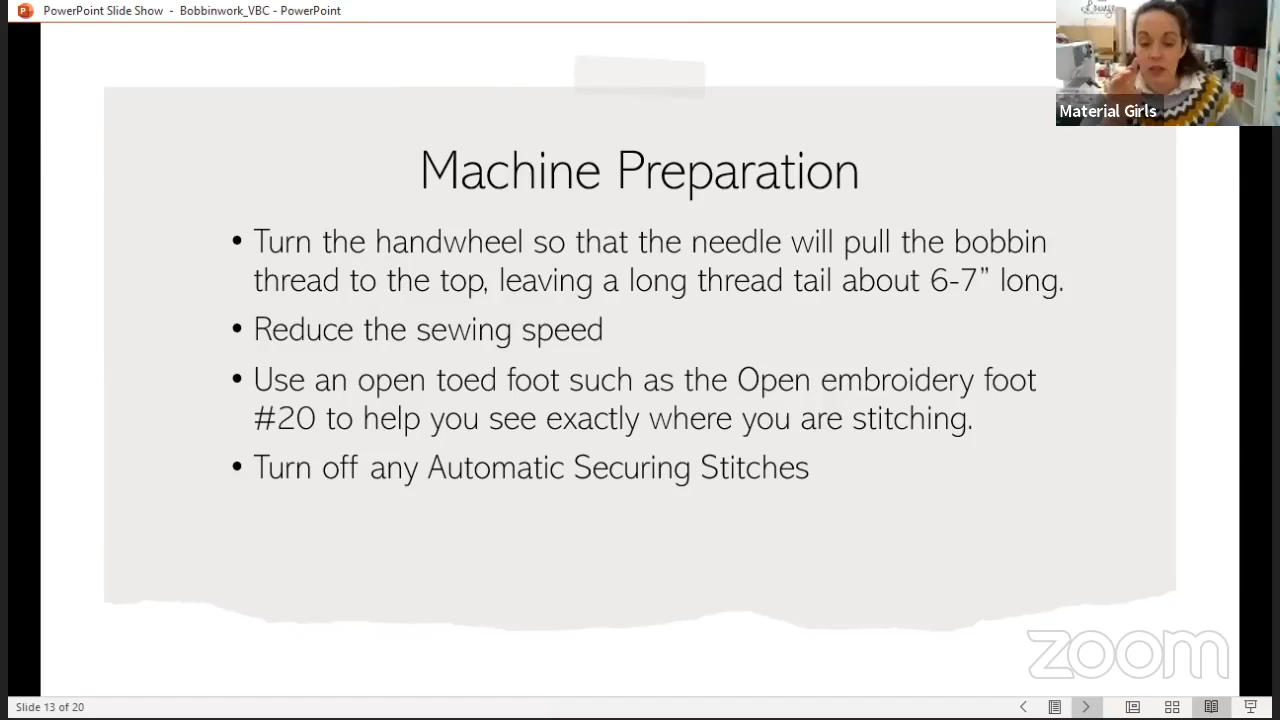 PowerPoint Slide Show - Bobbinwork_VBC - PowerPoint
Lounge
Material Girls
Machine Preparation
• Turn the handwheel so that the needle will pull the bobbin
thread to the top, leaving a long thread tail about 6-7” long.
• Reduce the sewing speed
• Use an open toed foot such as the Open embroidery foot
#20 to help you see exactly where you are stitching.
• Turn off any Automatic Securing Stitches
zoom
Slide 13 of 20